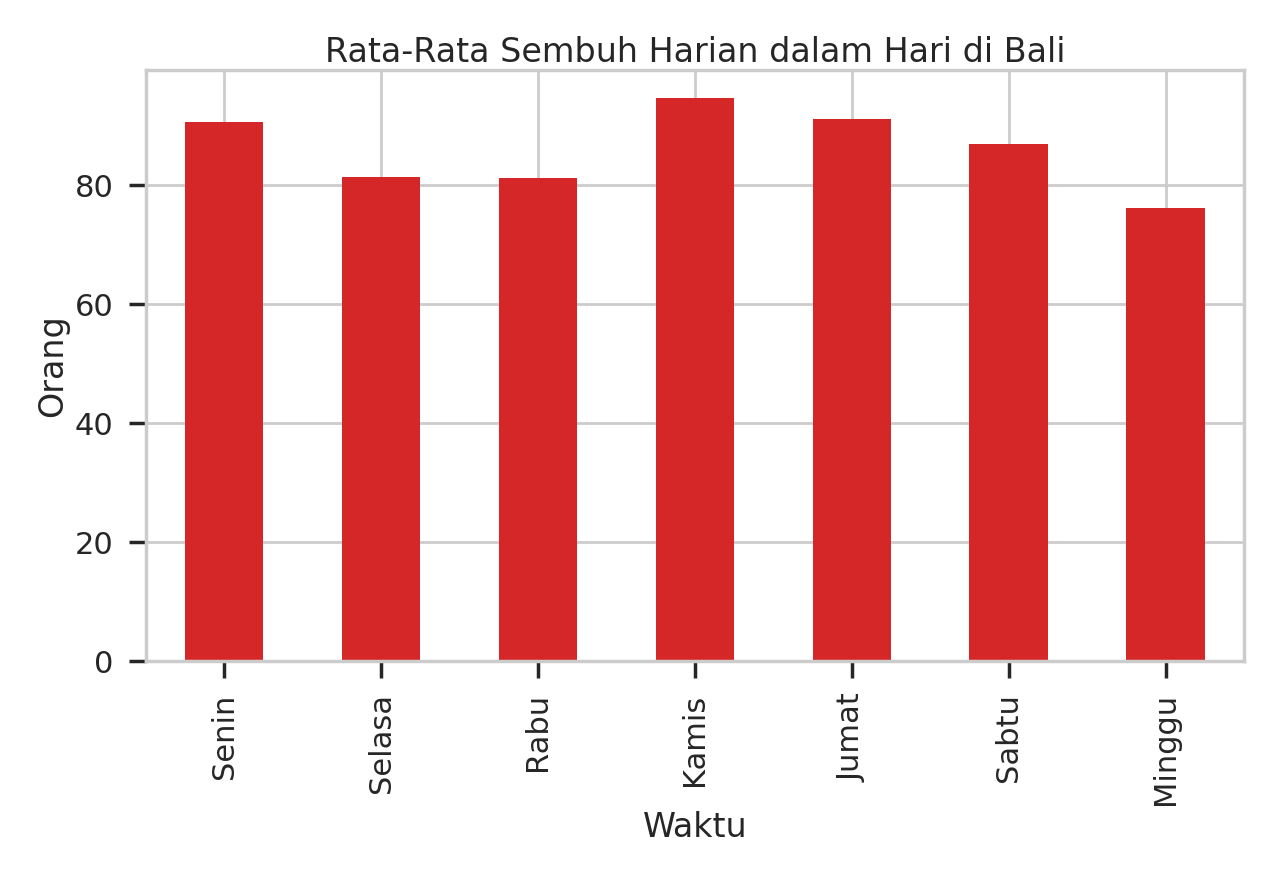 Rata-Rata Sembuh Harian dalam Hari di Bali
Orang
80
60
40
20
0
Senin
Selasa
Rabu
Kamis
Jumat
Sabtu
Minggu
Waktu